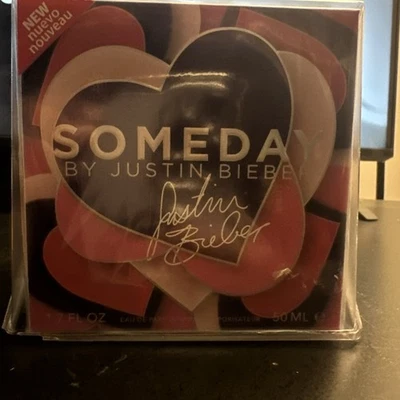 NEW
nuevo
nouveau
SOMEDAY
BY JUSTIN BIEBER
Justin
Bieber
FL OZ 50 ML e